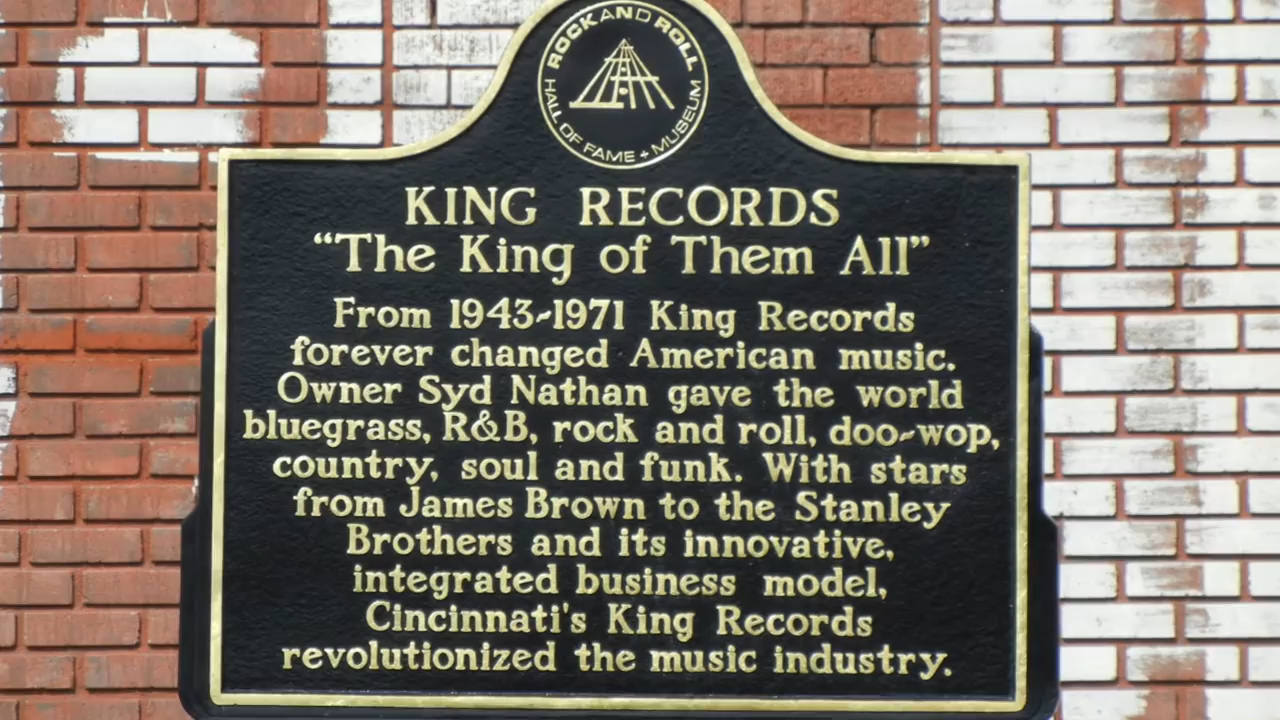 ROCK AND ROLL
HALL OF FAME + MUSEUM
KING RECORDS
“The King of Them All”
From 1943-1971 King Records
forever changed American music.
Owner Syd Nathan gave the world
bluegrass, R&B, rock and roll, doo-wop,
country, soul and funk. With stars
from James Brown to the Stanley
Brothers and its innovative,
integrated business model,
Cincinnati's King Records
revolutionized the music industry.